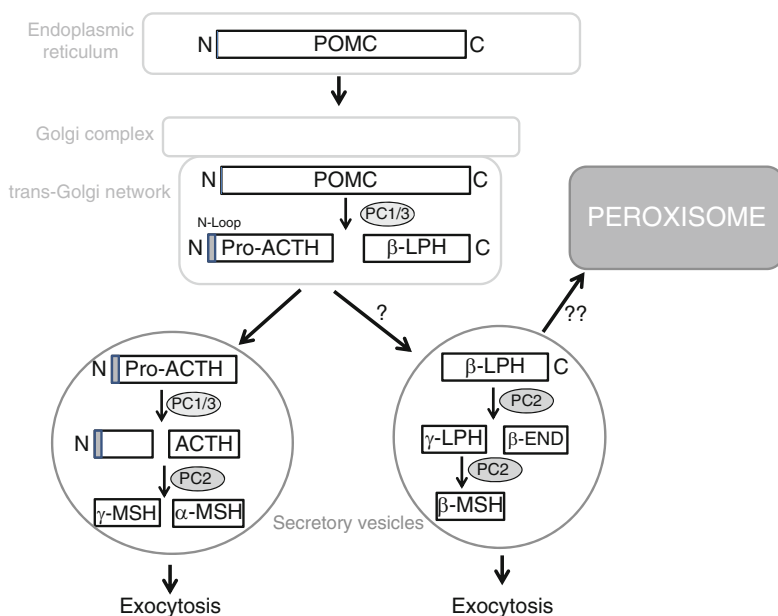 Endoplasmic
reticulum
N POMC C
Golgi complex
trans-Golgi network
N POMC C
PC1/3
N-Loop
N Pro-ACTH β-LPH C
PEROXISOME
?
??
N Pro-ACTH
PC1/3
N ACTH
PC2
γ-MSH α-MSH
β-LPH C
PC2
γ-LPH β-END
PC2
β-MSH
Secretory vesicles
Exocytosis Exocytosis